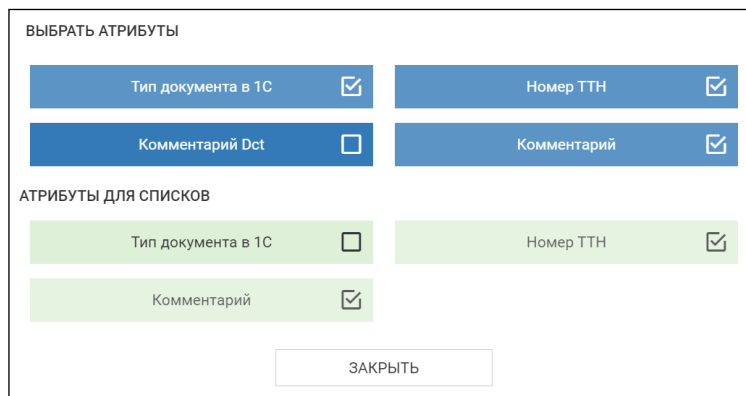 ВЫБРАТЬ АТРИБУТЫ
Тип документа в 1С
Номер ТТН
Комментарий Dct
Комментарий
АТРИБУТЫ ДЛЯ СПИСКОВ
Тип документа в 1С
Номер ТТН
Комментарий
ЗАКРЫТЬ